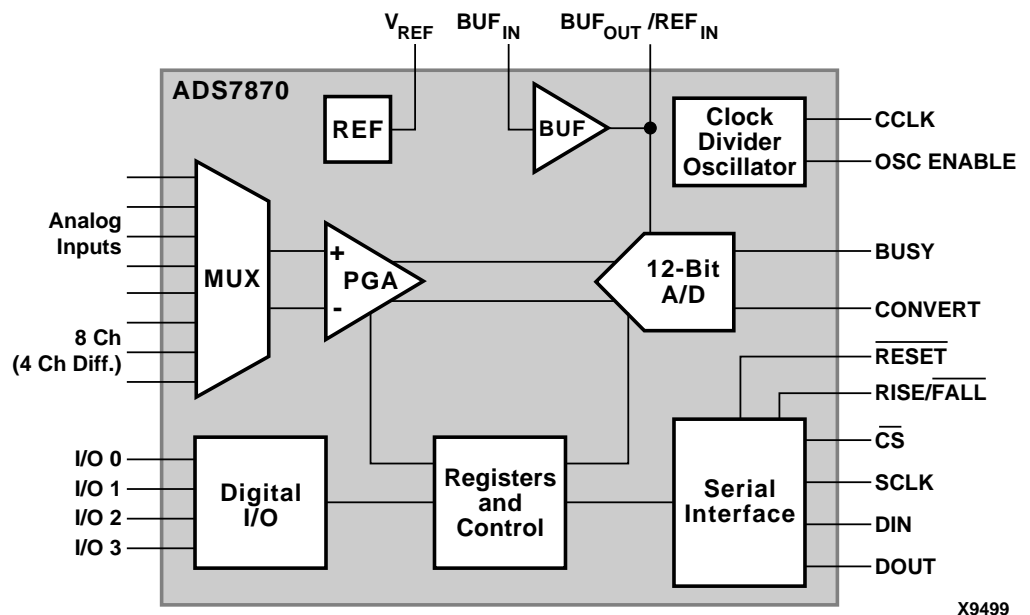 VREF
BUFIN
BUFOUT /REFIN
ADS7870
REF
BUF
Clock
Divider
Oscillator
CCLK
OSC ENABLE
Analog
Inputs
MUX
+
PGA
-
12-Bit
A/D
BUSY
CONVERT
8 Ch
(4 Ch Diff.)
RESET
RISE/FALL
CS
SCLK
DIN
DOUT
I/O 0
I/O 1
I/O 2
I/O 3
Digital
I/O
Registers
and
Control
Serial
Interface
X9499